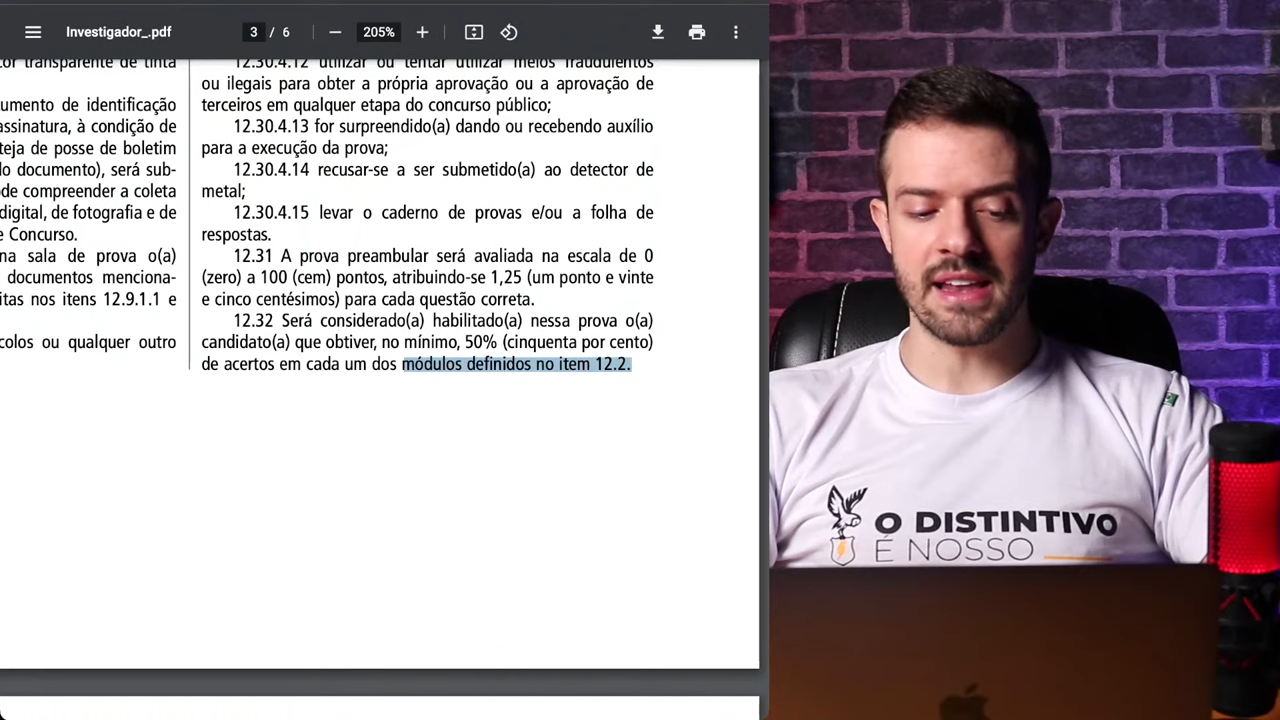 Investigador_.pdf
3 / 6
205%
or transparente de tinta
umento de identificação
assinatura, à condição de
teja de posse de boletim
lo documento), será sub-
ode compreender a coleta
digital, de fotografia e de
e Concurso.
na sala de prova o(a)
documentos menciona-
itas nos itens 12.9.1.1 e
colos ou qualquer outro
12.30.4.12 utilizar ou tentar utilizar meios fraudulentos
ou ilegais para obter a própria aprovação ou a aprovação de
terceiros em qualquer etapa do concurso público;
12.30.4.13 for surpreendido(a) dando ou recebendo auxílio
para a execução da prova;
12.30.4.14 recusar-se a ser submetido(a) ao detector de
metal;
12.30.4.15 levar o caderno de provas e/ou a folha de
respostas.
12.31 A prova preambular será avaliada na escala de 0
(zero) a 100 (cem) pontos, atribuindo-se 1,25 (um ponto e vinte
e cinco centésimos) para cada questão correta.
12.32 Será considerado(a) habilitado(a) nessa prova o(a)
candidato(a) que obtiver, no mínimo, 50% (cinquenta por cento)
de acertos em cada um dos módulos definidos no item 12.2.
O DISTINTIVO
É NOSSO